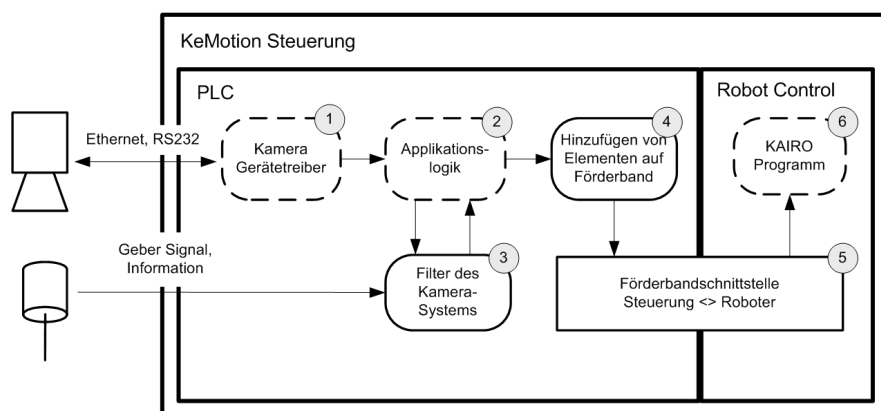 KeMotion Steuerung
PLC
Robot Control
Ethernet, RS232
1
Kamera
Gerätetreiber
2
Applikations-
logik
4
Hinzufügen von
Elementen auf
Förderband
6
KAIRO
Programm
Geber Signal,
Information
3
Filter des
Kamera-
Systems
5
Förderbandschnittstelle
Steuerung <> Roboter